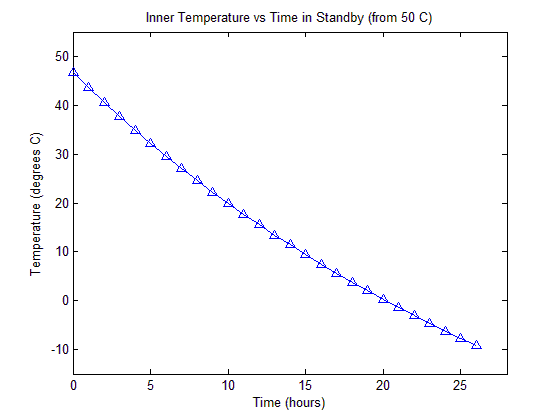 Inner Temperature vs Time in Standby (from 50 C)
50
40
30
20
10
0
-10
Temperature (degrees C)
0 5 10 15 20 25
Time (hours)